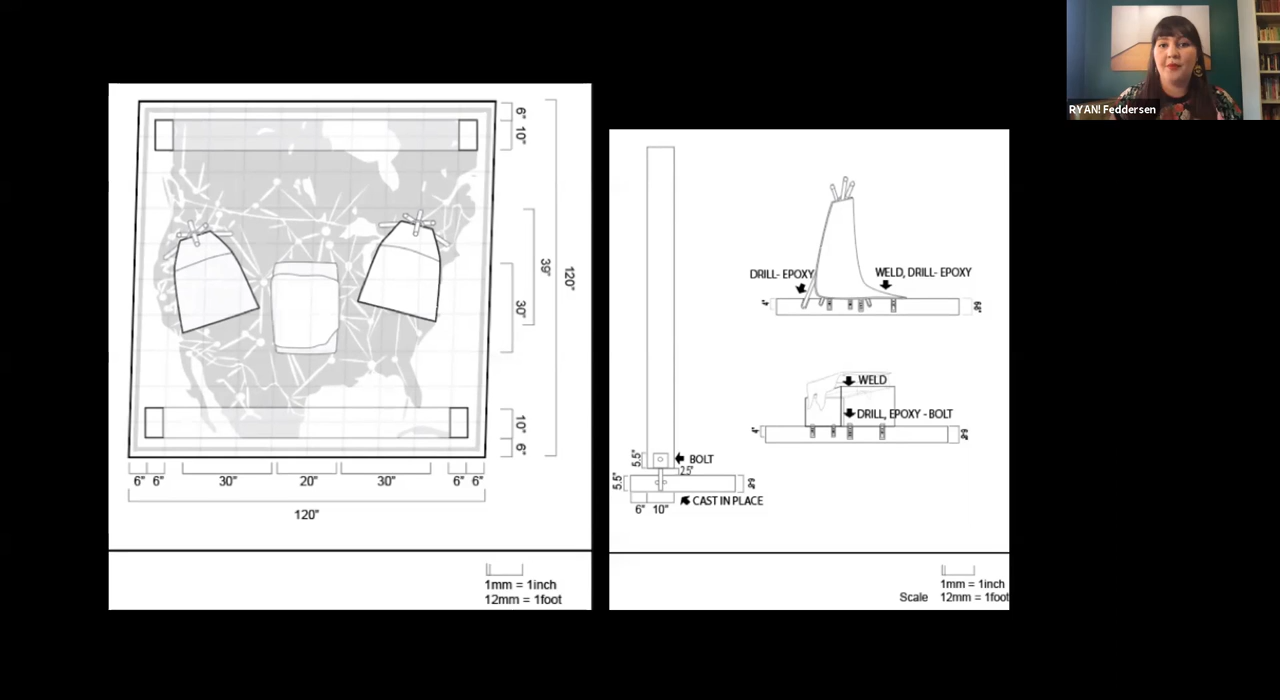 RYAN! Feddersen
6"
10"
39"
120"
30"
10"
6"
6" 6" 30" 20" 30" 6" 6"
120"
1mm = 1inch
12mm = 1foot
DRILL- EPOXY
WELD, DRILL- EPOXY
4"
WELD
DRILL, EPOXY - BOLT
4"
5.5"
BOLT
2.5"
5.5"
CAST IN PLACE
6" 10"
1mm = 1inch
Scale 12mm = 1foot